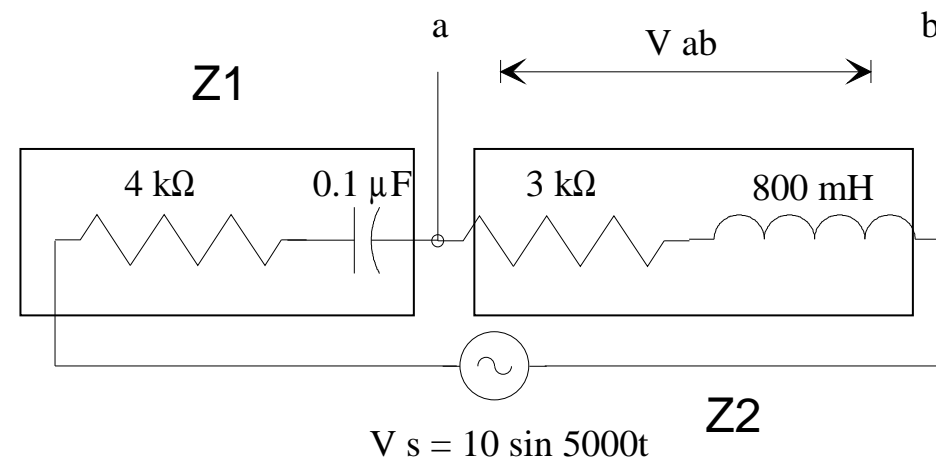 a
b
V ab
Z1
4 kΩ
0.1 µF
3 kΩ
800 mH
Z2
V s = 10 sin 5000t